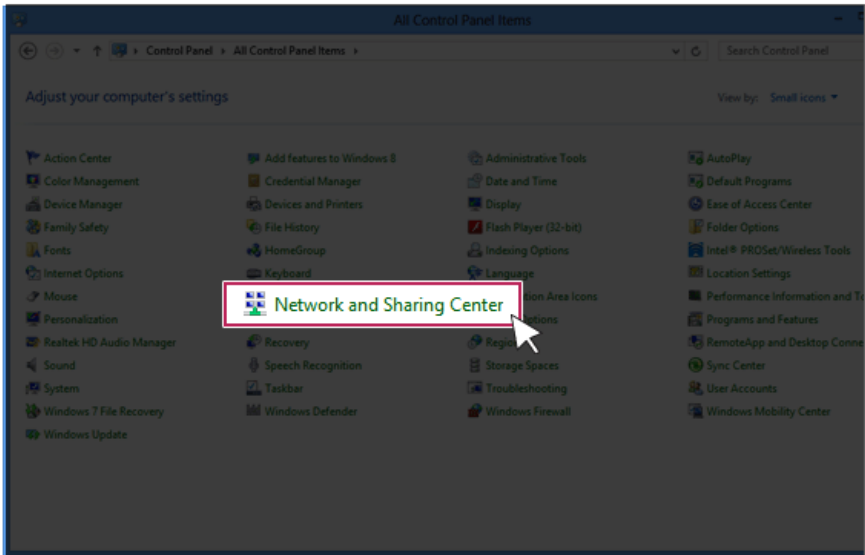 All Control Panel Items
Control Panel All Control Panel Items Search Control Panel
Adjust your computer's settings View by: Small icons
Action Center Add features to Windows 8 Administrative Tools AutoPlay
Color Management Credential Manager Date and Time Default Programs
Device Manager Devices and Printers Display Ease of Access Center
Family Safety File History Flash Player (32-bit) Folder Options
Fonts HomeGroup Indexing Options Intel® PROSet/Wireless Tools
Internet Options Keyboard Language Location Settings
Mouse Network and Sharing Center Area Icons Performance Information and
Personalization Programs and Features
Realtek HD Audio Manager Recovery RemoteApp and Desktop
Sound Speech Recognition Storage Spaces Sync Center
System Taskbar Troubleshooting User Accounts
Windows 7 File Recovery Windows Defender Windows Firewall Windows Mobility Center
Windows Update